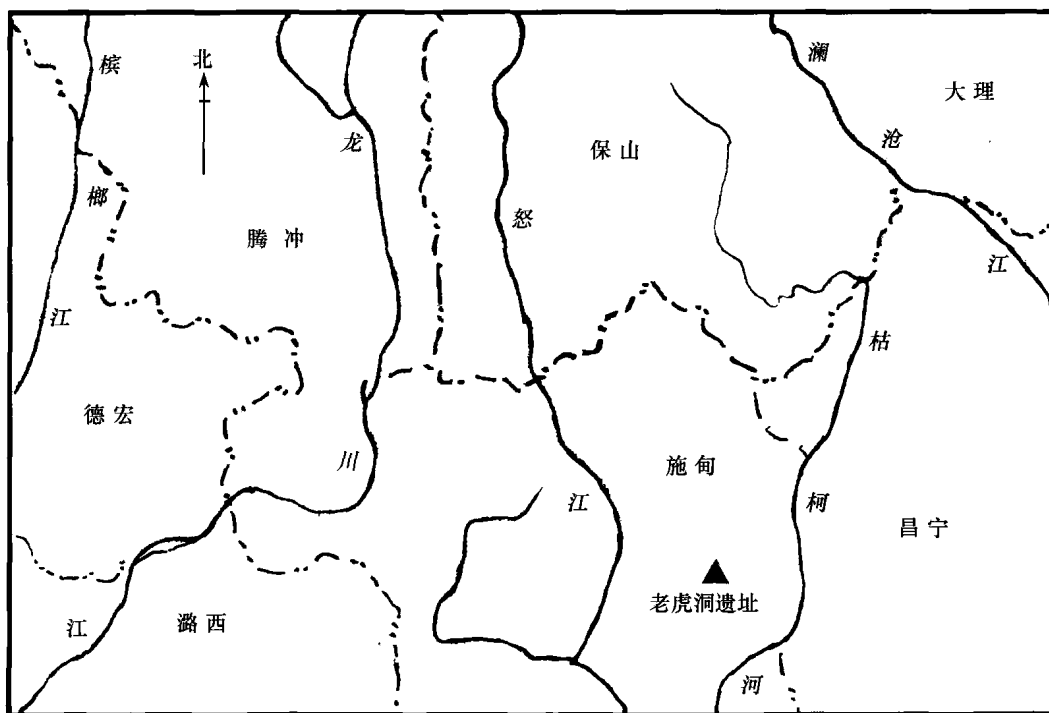 北
槟
榔
江
龙
川
江
怒
江
澜
沧
江
大理
保山
腾冲
德宏
潞西
施甸
老虎洞遗址
枯
柯
河
昌宁